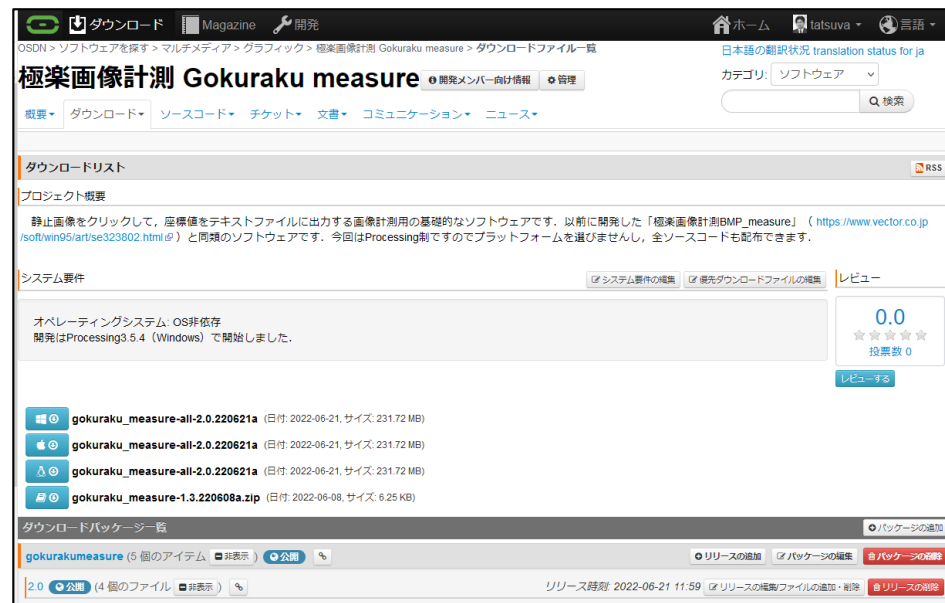 ダウンロード Magazine 開発 ホーム tatsuva 言語
OSDN > ソフトウェアを探す > マルチメディア > グラフィック > 極楽画像計測 Gokuraku measure > ダウンロードファイル一覧
日本語の翻訳状況 translation status for ja
極楽画像計測 Gokuraku measure 開発メンバー向け情報 管理
カテゴリ: ソフトウェア
検索
概要 ダウンロード ソースコード チケット 文書 コミュニケーション ニュース
ダウンロードリスト
RSS
プロジェクト概要
静止画像をクリックして,座標値をテキストファイルに出力する画像計測用の基礎的なソフトウェアです.以前に開発した「極楽画像計測BMP_measure」( https://www.vector.co.jp
/soft/win95/art/se323802.html )と同類のソフトウェアです.今回はProcessing制ですのでプラットフォームを選びませんし,全ソースコードも配布できます.
システム要件
システム要件の編集 優先ダウンロードファイルの編集
レビュー
オペレーティングシステム: OS非依存
開発はProcessing3.5.4(Windows)で開始しました.
0.0
投票数 0
レビューする
gokuraku_measure-all-2.0.220621a (日付: 2022-06-21, サイズ: 231.72 MB)
gokuraku_measure-all-2.0.220621a (日付: 2022-06-21, サイズ: 231.72 MB)
gokuraku_measure-all-2.0.220621a (日付: 2022-06-21, サイズ: 231.72 MB)
gokuraku_measure-1.3.220608a.zip (日付: 2022-06-08, サイズ: 6.25 KB)
ダウンロードパッケージ一覧
パッケージの追加
gokurakumeasure (5 個のアイテム 非表示 ) 公開
リリースの追加 パッケージの編集 パッケージの削除
2.0 公開 (4 個のファイル 非表示 )
リリース時刻: 2022-06-21 11:59 リリースの編集/ファイルの追加・削除 リリースの削除